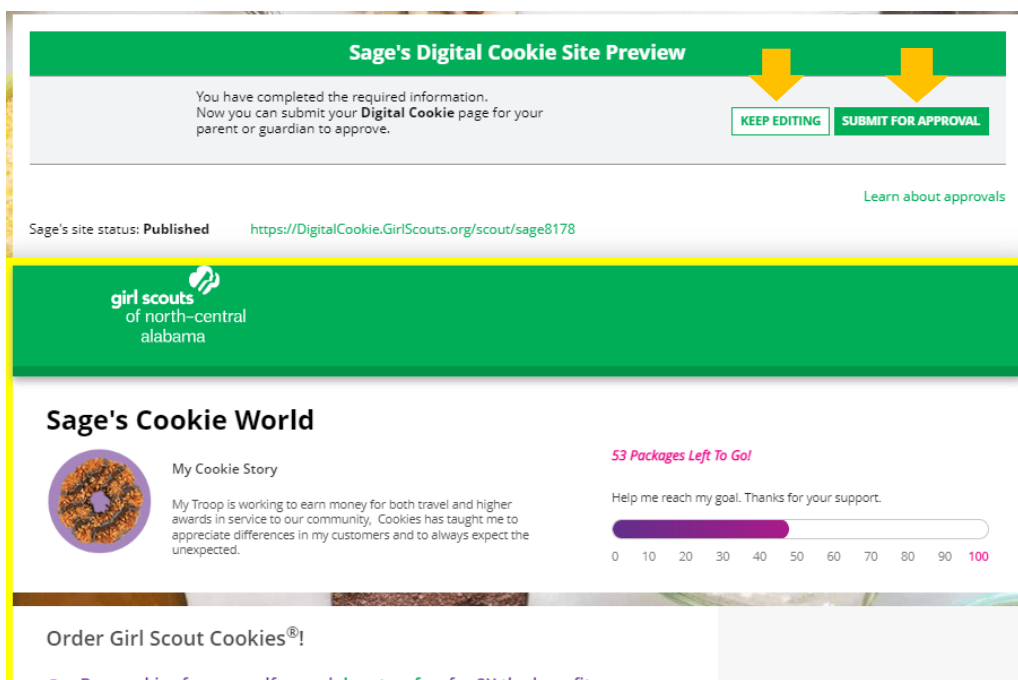 Sage's Digital Cookie Site Preview
You have completed the required information.
Now you can submit your Digital Cookie page for your
parent or guardian to approve.
KEEP EDITING
SUBMIT FOR APPROVAL
Learn about approvals
Sage's site status: Published https://DigitalCookie.GirlScouts.org/scout/sage8178
girl scouts
of north-central
alabama
Sage's Cookie World
My Cookie Story
My Troop is working to earn money for both travel and higher
awards in service to our community, Cookies has taught me to
appreciate differences in my customers and to always expect the
unexpected.
53 Packages Left To Go!
Help me reach my goal. Thanks for your support.
0 10 20 30 40 50 60 70 80 90 100
Order Girl Scout Cookies®!